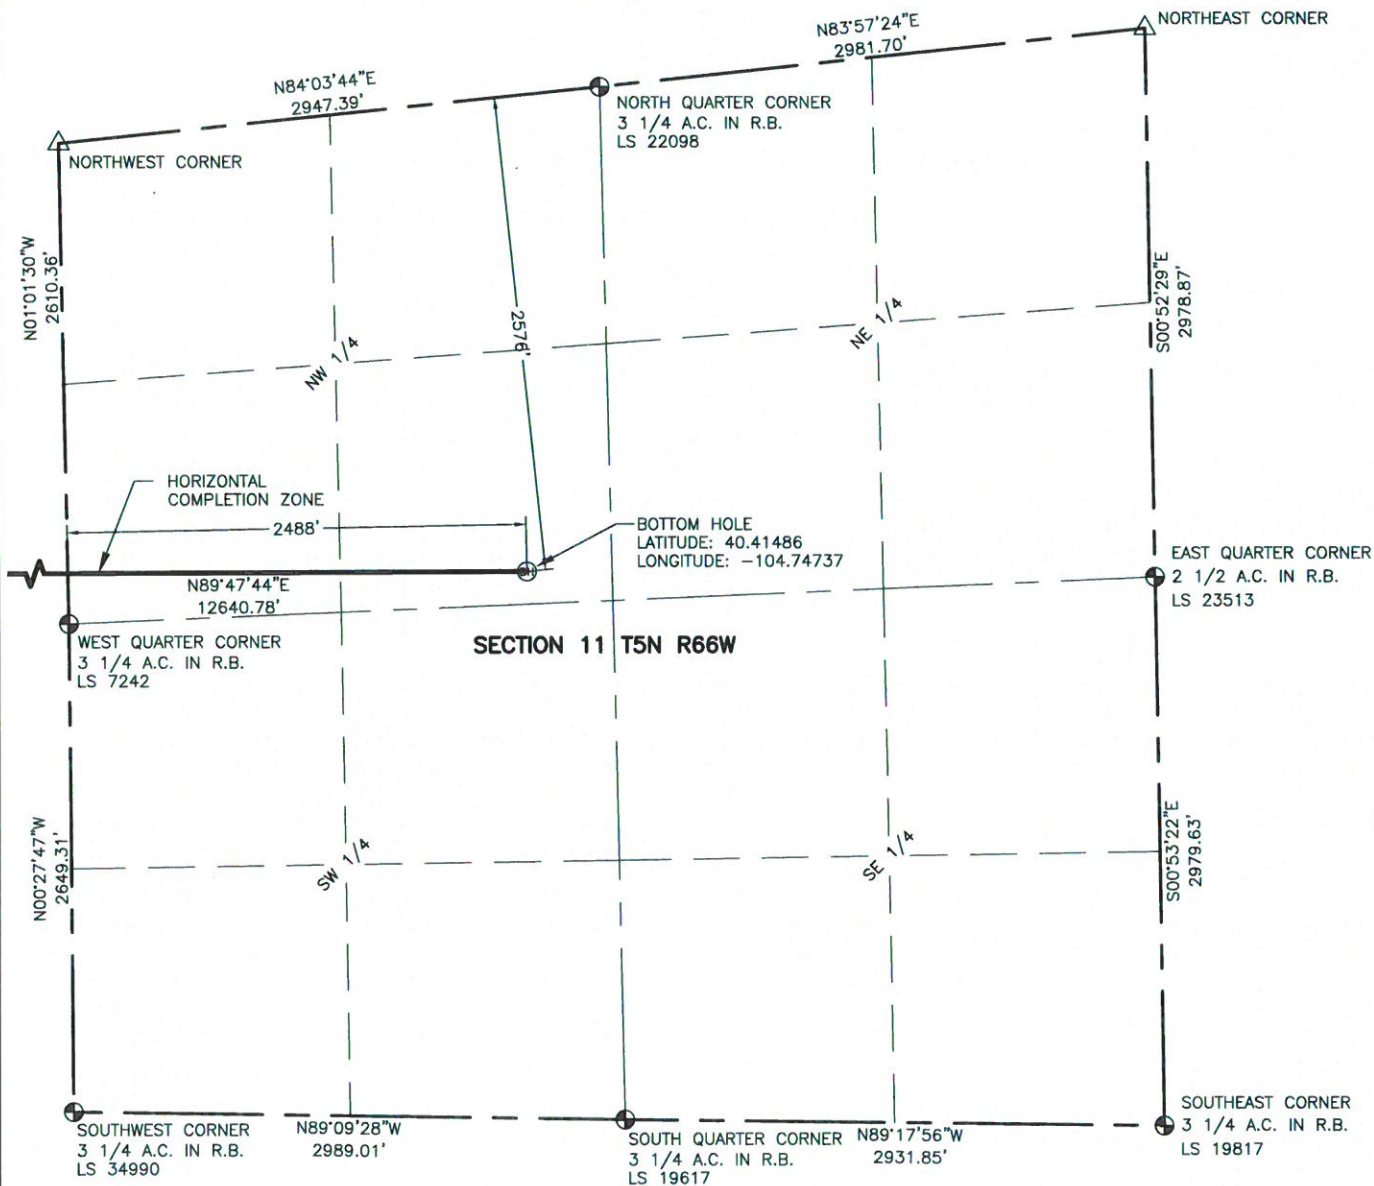 N83°57'24"E
2981.70'
NORTHEAST CORNER
N84°03'44"E
2947.39'
NORTH QUARTER CORNER
3 1/4 A.C. IN R.B.
LS 22098
NORTHWEST CORNER
N01°01'30"W
2610.36'
S00°52'29"E
2978.87'
2576'
NW 1/4
NE 1/4
HORIZONTAL
COMPLETION ZONE
2488'
BOTTOM HOLE
LATITUDE: 40.41486
LONGITUDE: -104.74737
N89°47'44"E
12640.78'
EAST QUARTER CORNER
2 1/2 A.C. IN R.B.
LS 23513
WEST QUARTER CORNER
3 1/4 A.C. IN R.B.
LS 7242
SECTION 11 T5N R66W
N00°27'47"W
2649.31'
SW 1/4
SE 1/4
S00°53'22"E
2979.63'
SOUTHWEST CORNER
3 1/4 A.C. IN R.B.
LS 34990
N89°09'28"W
2989.01'
SOUTH QUARTER CORNER
3 1/4 A.C. IN R.B.
LS 19617
N89°17'56"W
2931.85'
SOUTHEAST CORNER
3 1/4 A.C. IN R.B.
LS 19817